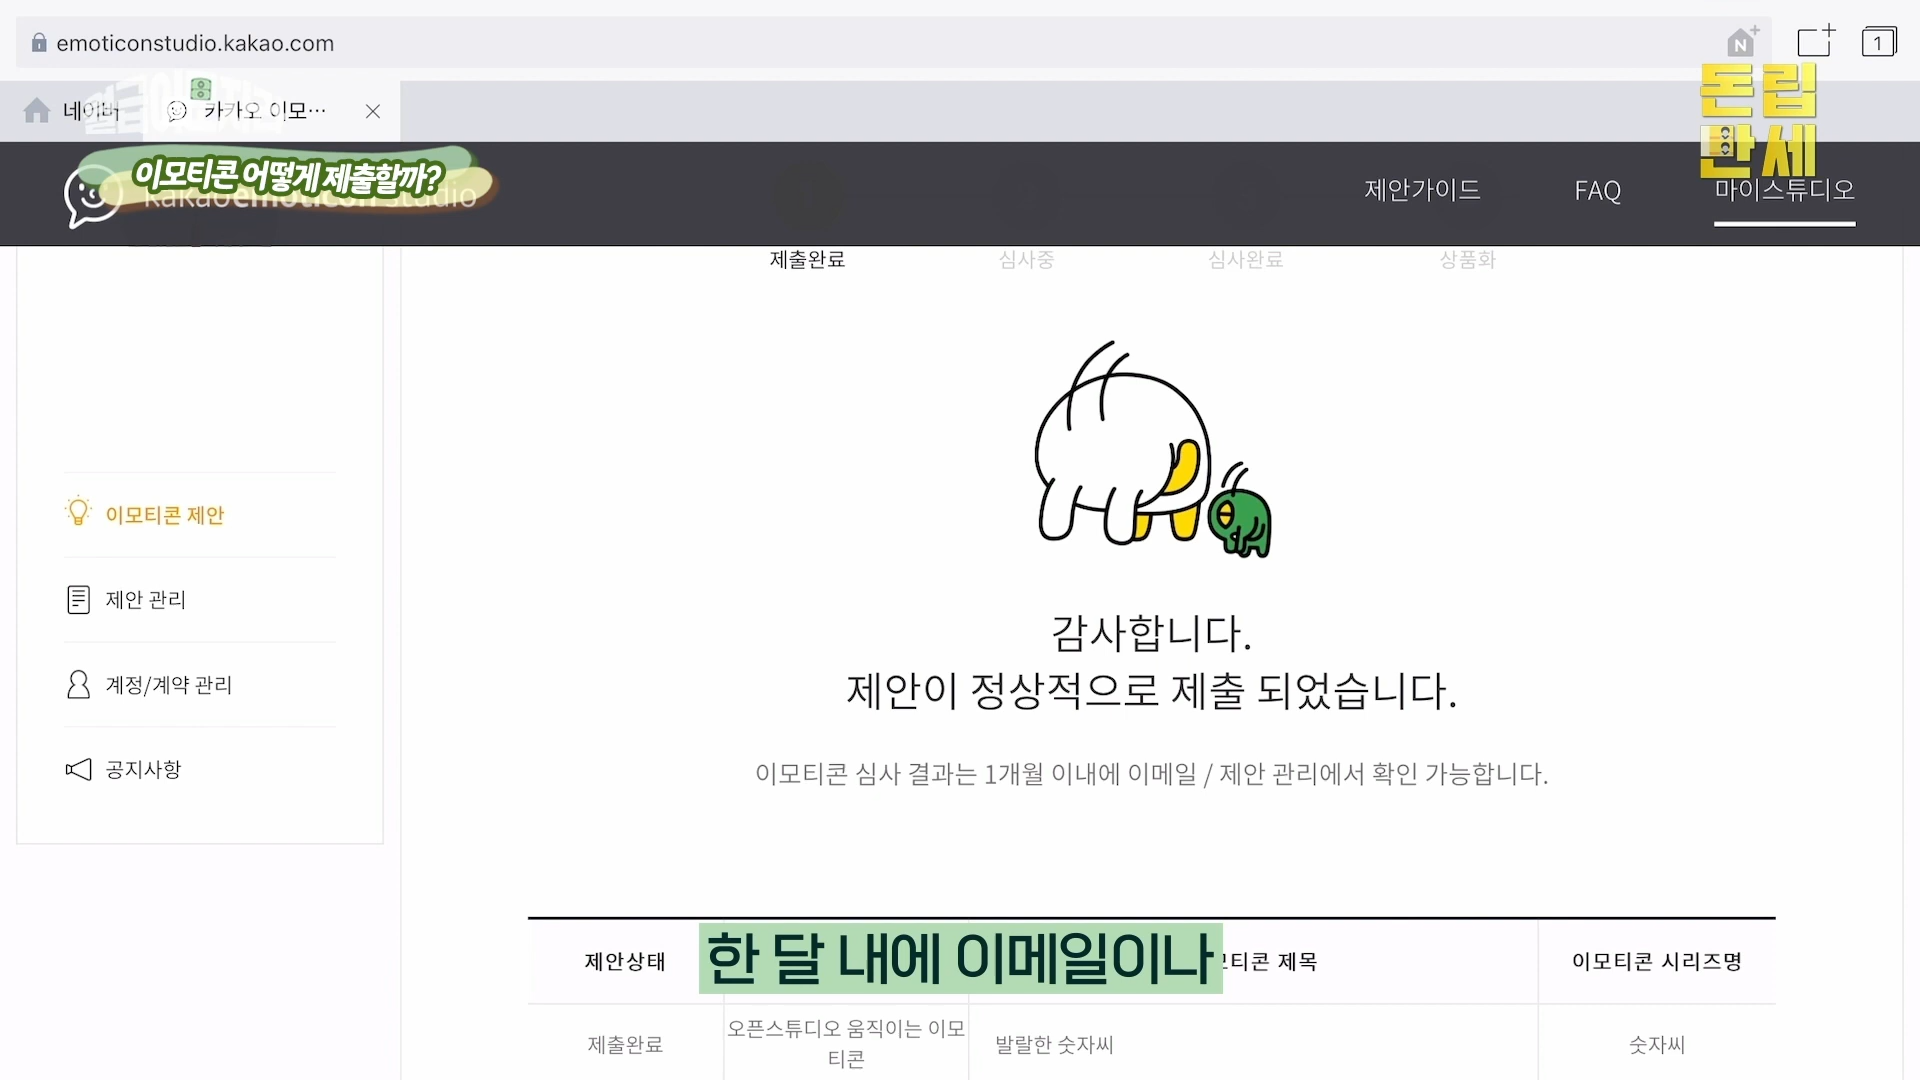 emoticonstudio.kakao.com
1
네이버
카카오 이모…
돈립
만세
이모티콘 어떻게 제출할까?
kakaoemoticon studio
제안가이드
FAQ
마이스튜디오
제출완료
심사중
심사완료
상품화
이모티콘 제안
제안 관리
계정/계약 관리
공지사항
감사합니다.
제안이 정상적으로 제출 되었습니다.
이모티콘 심사 결과는 1개월 이내에 이메일 / 제안 관리에서 확인 가능합니다.
제안상태
한 달 내에 이메일이나
티콘 제목
이모티콘 시리즈명
제출완료
오픈스튜디오 움직이는 이모
티콘
발랄한 숫자씨
숫자씨